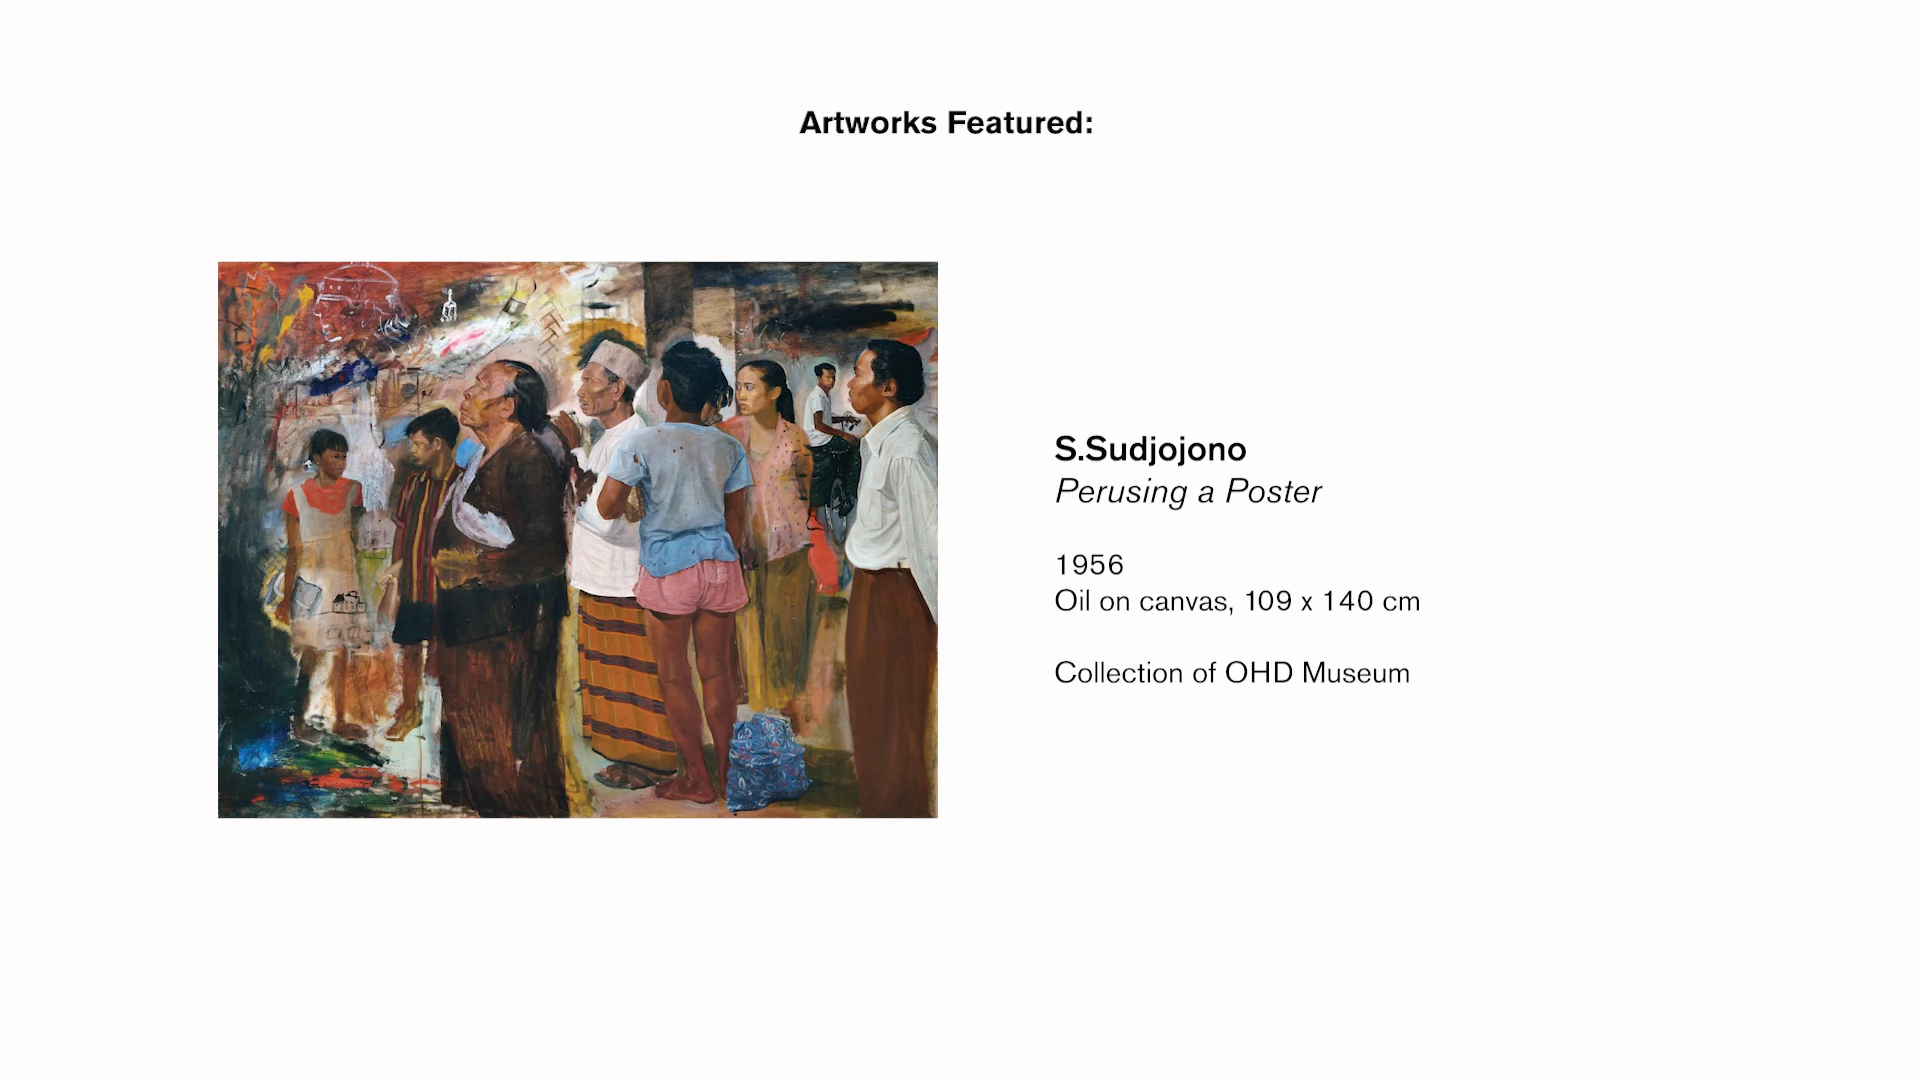 Artworks Featured:
S.Sudjojono
Perusing a Poster
1956
Oil on canvas, 109 x 140 cm
Collection of OHD Museum